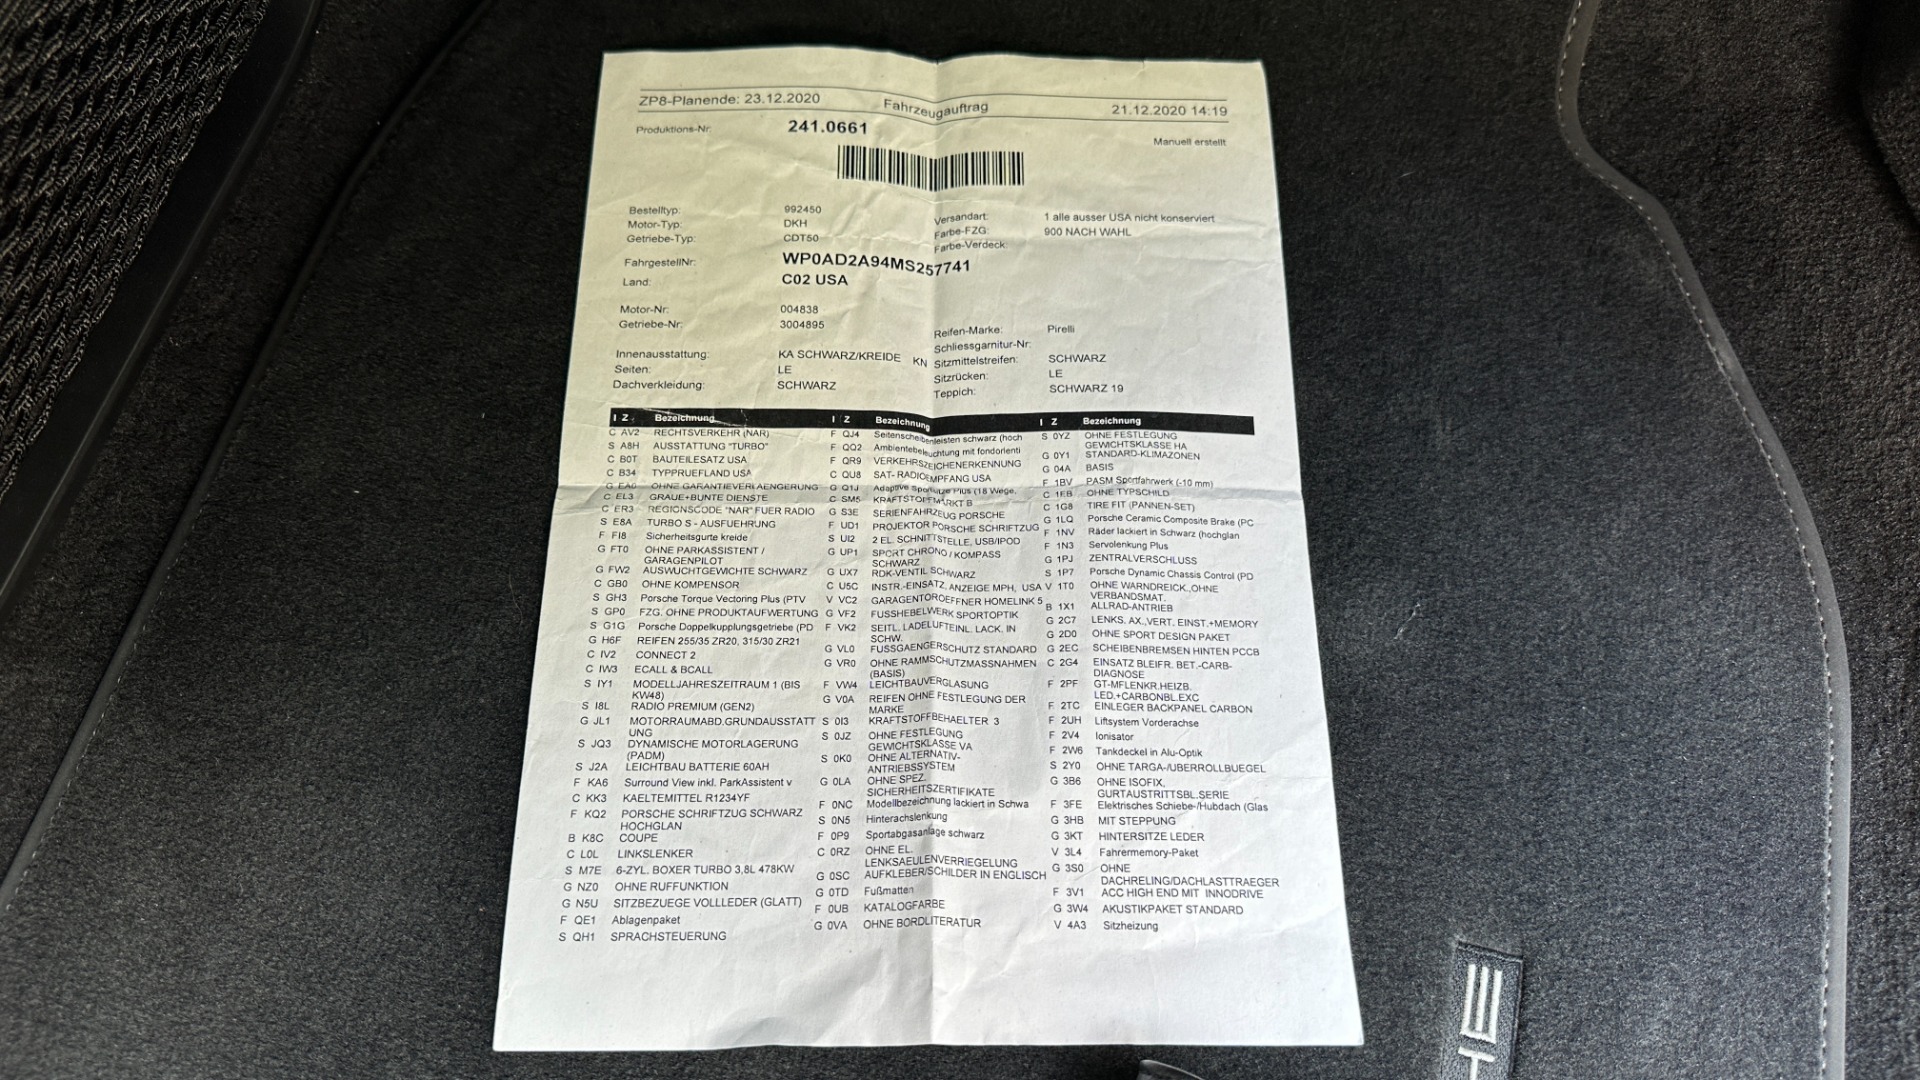 ZP8-Planende: 23.12.2020 Fahrzeugauftrag 21.12.2020 14:19
Produktions-Nr: 241.0661 Manuell erstellt
Bestelltyp: 992450
Motor-Typ: DKH
Getriebe-Typ: CDT50
Versandart: 1 alle ausser USA nicht konserviert
Farbe-FZG: 900 NACH WAHL
Farbe-Verdeck:
FahrgestellNr: WP0AD2A94MS257741
Land: C02 USA
Motor-Nr: 004838
Getriebe-Nr: 3004895
Reifen-Marke: Pirelli
Schliessgarnitur-Nr:
Innenausstattung: KA SCHWARZ/KREIDE KN
Seiten: LE
Dachverkleidung: SCHWARZ
Sitzmittelstreifen: SCHWARZ
Sitzrücken: LE
Teppich: SCHWARZ 19
I Z Bezeichnung
C AV2 RECHTSVERKEHR (NAR)
S A8H AUSSTATTUNG "TURBO"
C B0T BAUTEILESATZ USA
C B34 TYPPRUEFLAND USA
G EA0 OHNE GARANTIEVERLAENGERUNG
C EL3 GRAUE+BUNTE DIENSTE
C ER3 REGIONSCODE "NAR" FUER RADIO
S E8A TURBO S - AUSFUEHRUNG
F FI8 Sicherheitsgurte kreide
G FT0 OHNE PARKASSISTENT /
GARAGENPILOT
G FW2 AUSWUCHTGEWICHTE SCHWARZ
C GB0 OHNE KOMPENSOR
S GH3 Porsche Torque Vectoring Plus (PTV
S GP0 FZG. OHNE PRODUKTAUFWERTUNG
S G1G Porsche Doppelkupplungsgetriebe (PD
G H6F REIFEN 255/35 ZR20, 315/30 ZR21
C IV2 CONNECT 2
C IW3 ECALL & BCALL
S IY1 MODELLJAHRESZEITRAUM 1 (BIS
KW48)
S I8L RADIO PREMIUM (GEN2)
G JL1 MOTORRAUMABD.GRUNDAUSSTATT
UNG
S JQ3 DYNAMISCHE MOTORLAGERUNG
(PADM)
S J2A LEICHTBAU BATTERIE 60AH
F KA6 Surround View inkl. ParkAssistent v
C KK3 KAELTEMITTEL R1234YF
F KQ2 PORSCHE SCHRIFTZUG SCHWARZ
HOCHGLAN
B K8C COUPE
C L0L LINKSLENKER
S M7E 6-ZYL. BOXER TURBO 3,8L 478KW
G NZ0 OHNE RUFFUNKTION
G N5U SITZBEZUEGE VOLLLEDER (GLATT)
F QE1 Ablagenpaket
S QH1 SPRACHSTEUERUNG
I Z Bezeichnung
F QJ4 Seitenscheibenleisten schwarz (hoch
F QQ2 Ambientebeleuchtung mit fondorienti
F QR9 VERKEHRSZEICHENERKENNUNG
C QU8 SAT- RADIOEMPFANG USA
G Q1J Adaptive Sportsitze Plus (18 Wege,
C SM5 KRAFTSTOFFMARKT B
G S3E SERIENFAHRZEUG PORSCHE
F UD1 PROJEKTOR PORSCHE SCHRIFTZUG
S UI2 2 EL. SCHNITTSTELLE, USB/IPOD
G UP1 SPORT CHRONO / KOMPASS
SCHWARZ
G UX7 RDK-VENTIL SCHWARZ
C U5C INSTR.-EINSATZ, ANZEIGE MPH, USA
V VC2 GARAGENTOROEFFNER HOMELINK 5
G VF2 FUSSHEBELWERK SPORTOPTIK
F VK2 SEITL. LADELUFTEINL. LACK. IN
SCHW.
G VL0 FUSSGAENGERSCHUTZ STANDARD
G VR0 OHNE RAMMSCHUTZMASSNAHMEN
(BASIS)
F VW4 LEICHTBAUVERGLASUNG
G V0A REIFEN OHNE FESTLEGUNG DER
MARKE
S 0I3 KRAFTSTOFFBEHAELTER 3
S 0JZ OHNE FESTLEGUNG
GEWICHTSKLASSE VA
S 0K0 OHNE ALTERNATIV-
ANTRIEBSSYSTEM
G 0LA OHNE SPEZ.
SICHERHEITSZERTIFIKATE
F 0NC Modellbezeichnung lackiert in Schwa
S 0N5 Hinterachslenkung
F 0P9 Sportabgasanlage schwarz
C 0RZ OHNE EL.
LENKSAEULENVERRIEGELUNG
G 0SC AUFKLEBER/SCHILDER IN ENGLISCH
G 0TD Fußmatten
F 0UB KATALOGFARBE
G 0VA OHNE BORDLITERATUR
I Z Bezeichnung
S 0YZ OHNE FESTLEGUNG
GEWICHTSKLASSE HA
G 0Y1 STANDARD-KLIMAZONEN
G 04A BASIS
F 1BV PASM Sportfahrwerk (-10 mm)
C 1EB OHNE TYPSCHILD
C 1G8 TIRE FIT (PANNEN-SET)
G 1LQ Porsche Ceramic Composite Brake (PC
F 1NV Räder lackiert in Schwarz (hochglan
F 1N3 Servolenkung Plus
G 1PJ ZENTRALVERSCHLUSS
S 1P7 Porsche Dynamic Chassis Control (PD
V 1T0 OHNE WARNDREICK.,OHNE
VERBANDSMAT.
B 1X1 ALLRAD-ANTRIEB
G 2C7 LENKS. AX.,VERT. EINST.+MEMORY
G 2D0 OHNE SPORT DESIGN PAKET
G 2EC SCHEIBENBREMSEN HINTEN PCCB
C 2G4 EINSATZ BLEIFR. BET.-CARB-
DIAGNOSE
F 2PF GT-MFLENKR.HEIZB.
LED.+CARBONBL.EXC
F 2TC EINLEGER BACKPANEL CARBON
F 2UH Liftsystem Vorderachse
F 2V4 Ionisator
F 2W6 Tankdeckel in Alu-Optik
S 2Y0 OHNE TARGA-/UBERROLLBUEGEL
G 3B6 OHNE ISOFIX,
GURTAUSTRITTSBL.SERIE
F 3FE Elektrisches Schiebe-/Hubdach (Glas
G 3HB MIT STEPPUNG
G 3KT HINTERSITZE LEDER
V 3L4 Fahrermemory-Paket
G 3S0 OHNE
DACHRELING/DACHLASTTRAEGER
F 3V1 ACC HIGH END MIT INNODRIVE
G 3W4 AKUSTIKPAKET STANDARD
V 4A3 Sitzheizung